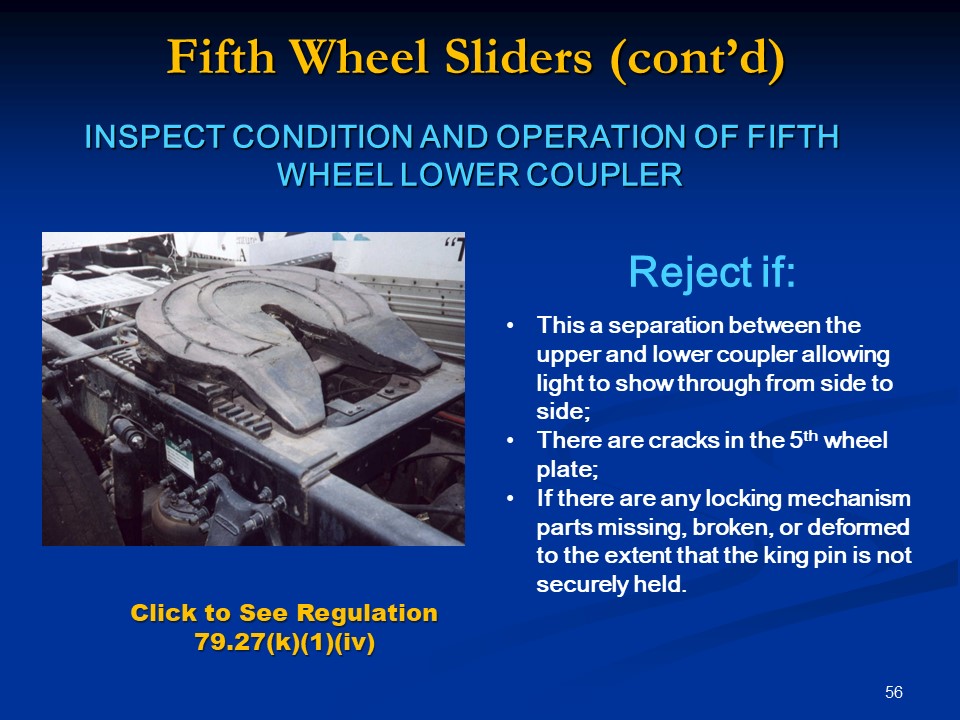 Fifth Wheel Sliders (cont’d)
INSPECT CONDITION AND OPERATION OF FIFTH
WHEEL LOWER COUPLER
Reject if:
• This a separation between the
upper and lower coupler allowing
light to show through from side to
side;
• There are cracks in the 5th wheel
plate;
• If there are any locking mechanism
parts missing, broken, or deformed
to the extent that the king pin is not
securely held.
Click to See Regulation
79.27(k)(1)(iv)
56